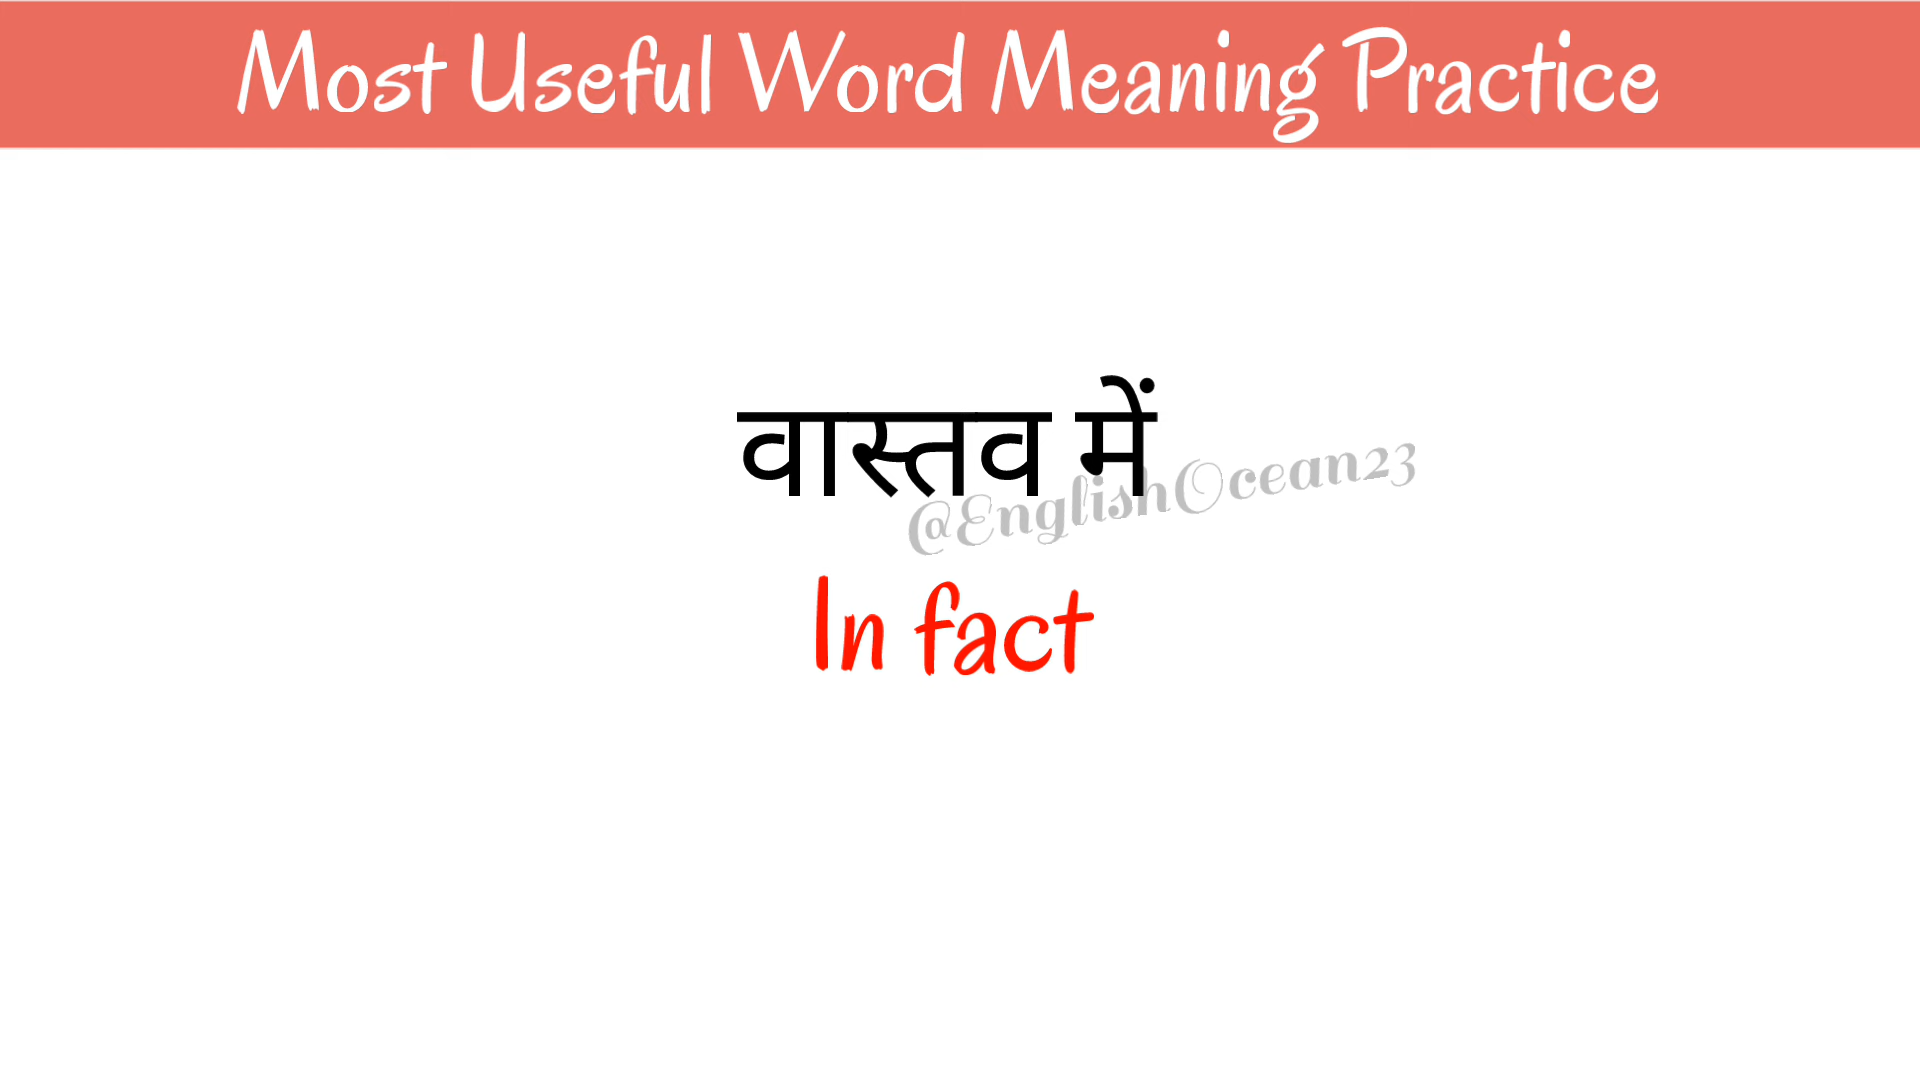 Most Useful Word Meaning Practice
वास्तव में
@EnglishOcean23
In fact